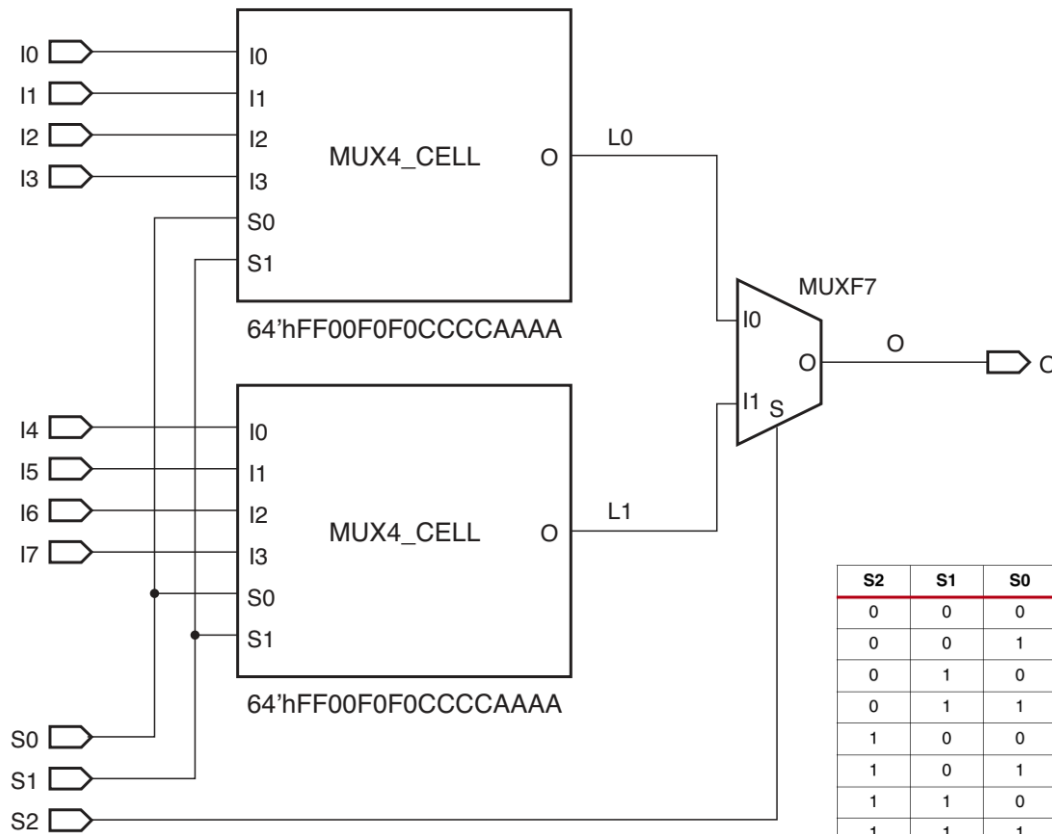 I0
I1
I2
I3
I0
I1
I2
I3
S0
S1
MUX4_CELL
O
64'hFF00F0F0CCCCAAAA
L0
I4
I5
I6
I7
I0
I1
I2
I3
S0
S1
MUX4_CELL
O
64'hFF00F0F0CCCCAAAA
L1
MUXF7
I0
I1
S
O
O
S0
S1
S2
S2 S1 S0
0 0 0
0 0 1
0 1 0
0 1 1
1 0 0
1 0 1
1 1 0
1 1 1